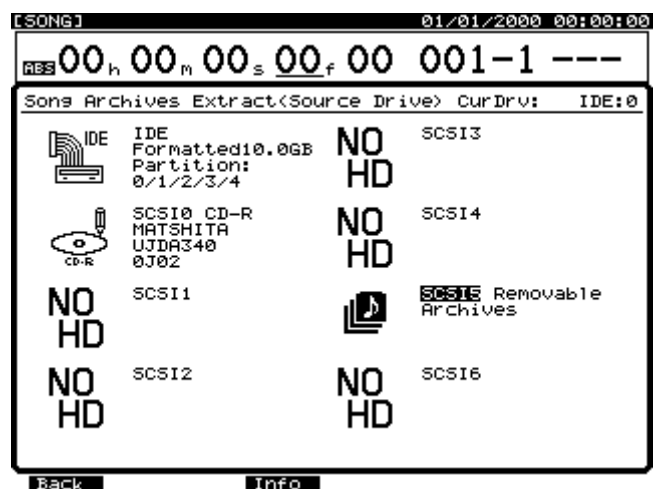 [SONG] 01/01/2000 00:00:00
ABS 00h 00m 00s 00f 00 001-1 ---
Song Archives Extract(Source Drive) CurDrv: IDE:0
IDE
IDE
Formatted10.0GB
Partition:
0/1/2/3/4
NO HD
SCSI3
CD-R
SCSI0 CD-R
MATSHITA
UJDA340
0J02
NO HD
SCSI4
NO HD
SCSI1
SCSI5 Removable
Archives
NO HD
SCSI2
NO HD
SCSI6
Back Info